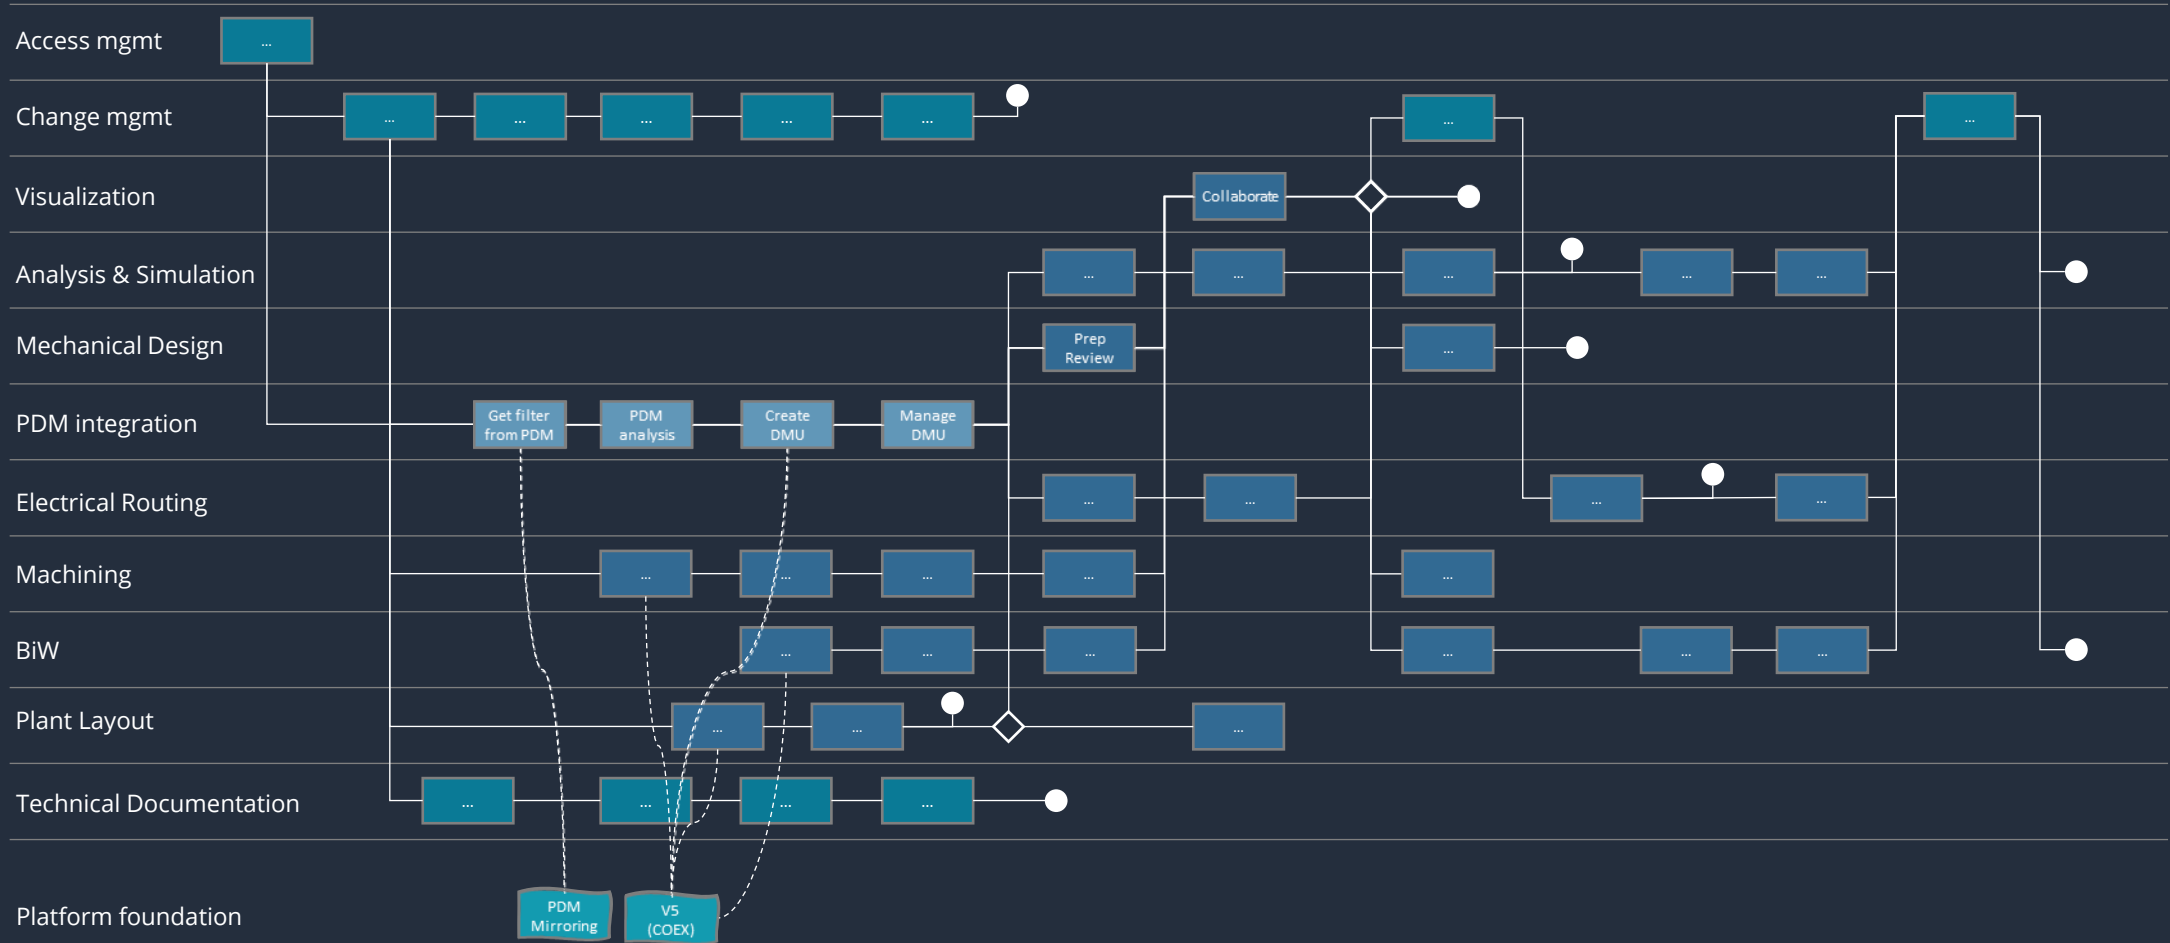 Access mgmt
...
Change mgmt
...
...
...
...
...
...
...
Visualization
Collaborate
Analysis & Simulation
...
...
...
...
...
Mechanical Design
Prep
Review
...
PDM integration
Get filter
from PDM
PDM
analysis
Create
DMU
Manage
DMU
Electrical Routing
...
...
...
...
Machining
...
...
...
...
...
BiW
...
...
...
...
...
...
Plant Layout
...
...
...
Technical Documentation
...
...
...
...
Platform foundation
PDM
Mirroring
V5
(COEX)